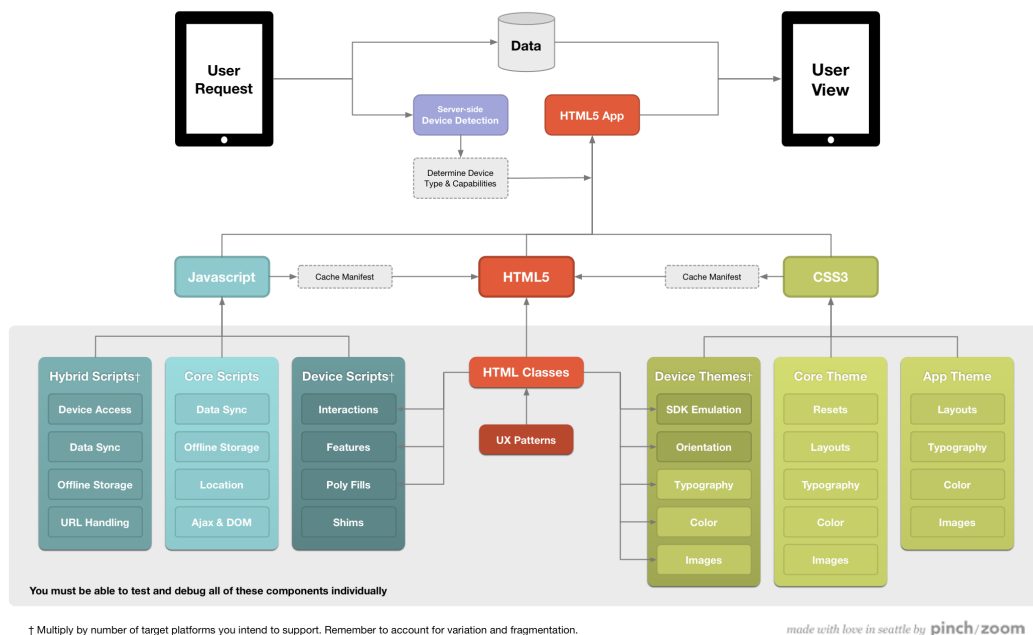 User
Request
Data
User
View
Server-side
Device Detection
HTML5 App
Determine Device
Type & Capabilities
Javascript
Cache Manifest
HTML5
Cache Manifest
CSS3
Hybrid Scripts†
Device Access
Data Sync
Offline Storage
URL Handling
Core Scripts
Data Sync
Offline Storage
Location
Ajax & DOM
Device Scripts†
Interactions
Features
Poly Fills
Shims
HTML Classes
UX Patterns
Device Themes†
SDK Emulation
Orientation
Typography
Color
Images
Core Theme
Resets
Layouts
Typography
Color
Images
App Theme
Layouts
Typography
Color
Images
You must be able to test and debug all of these components individually
† Multiply by number of target platforms you intend to support. Remember to account for variation and fragmentation.
made with love in seattle by pinch/zoom